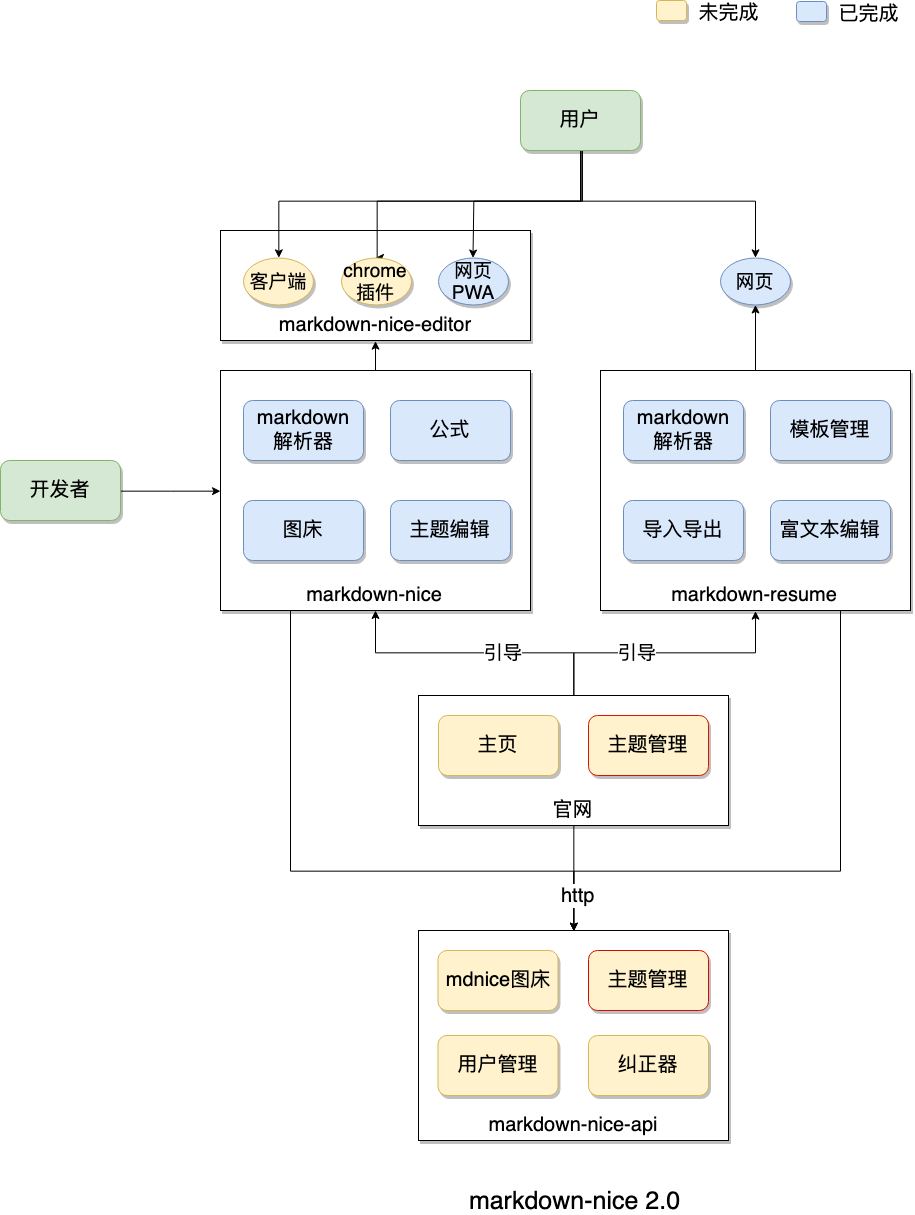 未完成
已完成
用户
客户端
chrome
插件
网页
PWA
markdown-nice-editor
网页
开发者
markdown
解析器
公式
图床
主题编辑
markdown-nice
markdown
解析器
模板管理
导入导出
富文本编辑
markdown-resume
引导
引导
主页
主题管理
官网
http
mdnice图床
主题管理
用户管理
纠正器
markdown-nice-api
markdown-nice 2.0